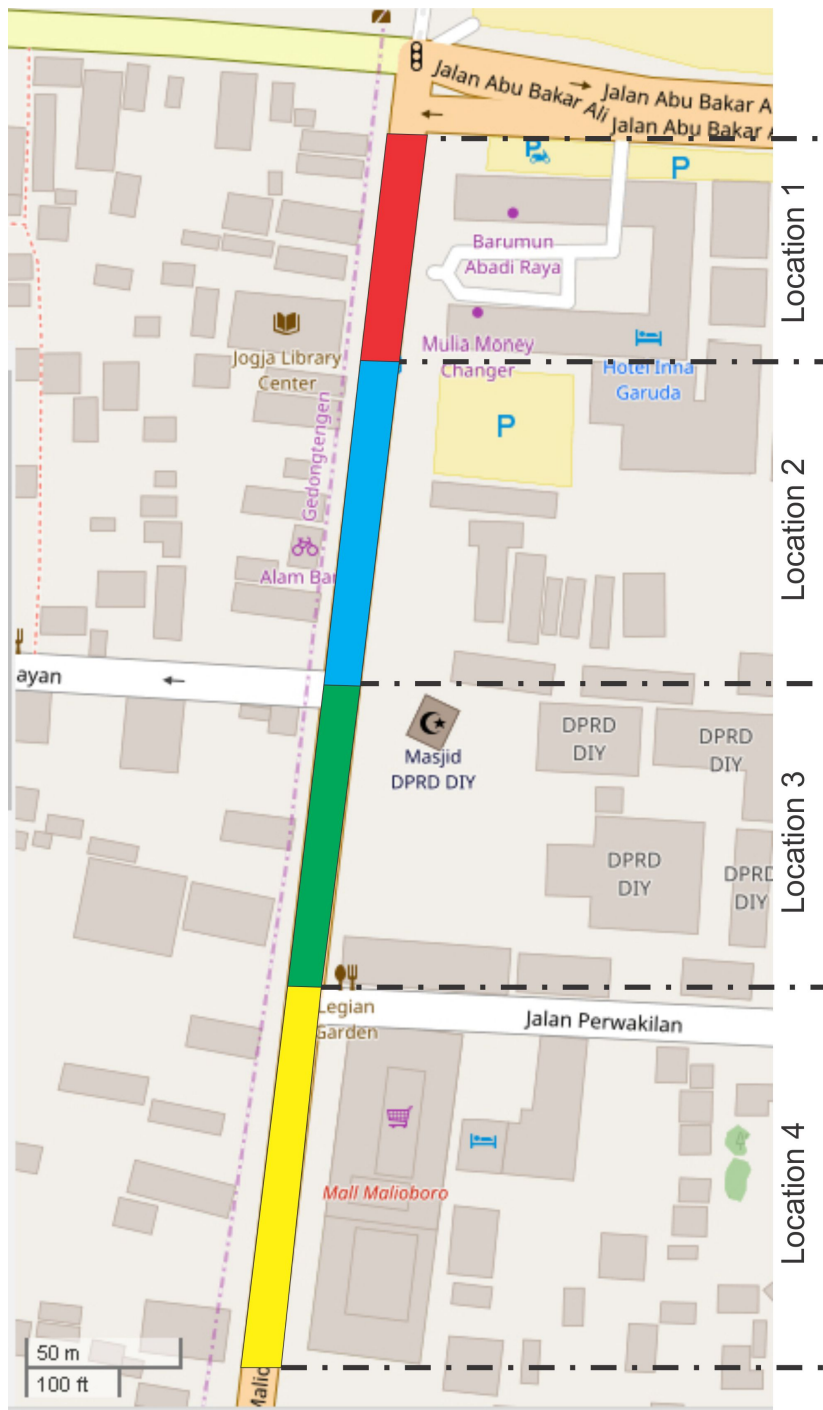 Jalan Abu Bakar Ali
Jalan Abu Bakar A
Jalan Abu Bakar A
P
P
Location 1
Barumun
Abadi Raya
Jogja Library
Center
Mulia Money
Changer
Hotel Inna
Garuda
P
Gedongtengen
Location 2
Alam Bar
ayan
Masjid
DPRD DIY
DPRD
DIY
DPRD
DIY
DPRD
DIY
DPRD
DIY
Location 3
Legian
Garden
Jalan Perwakilan
Mall Malioboro
Location 4
50 m
100 ft
Malio